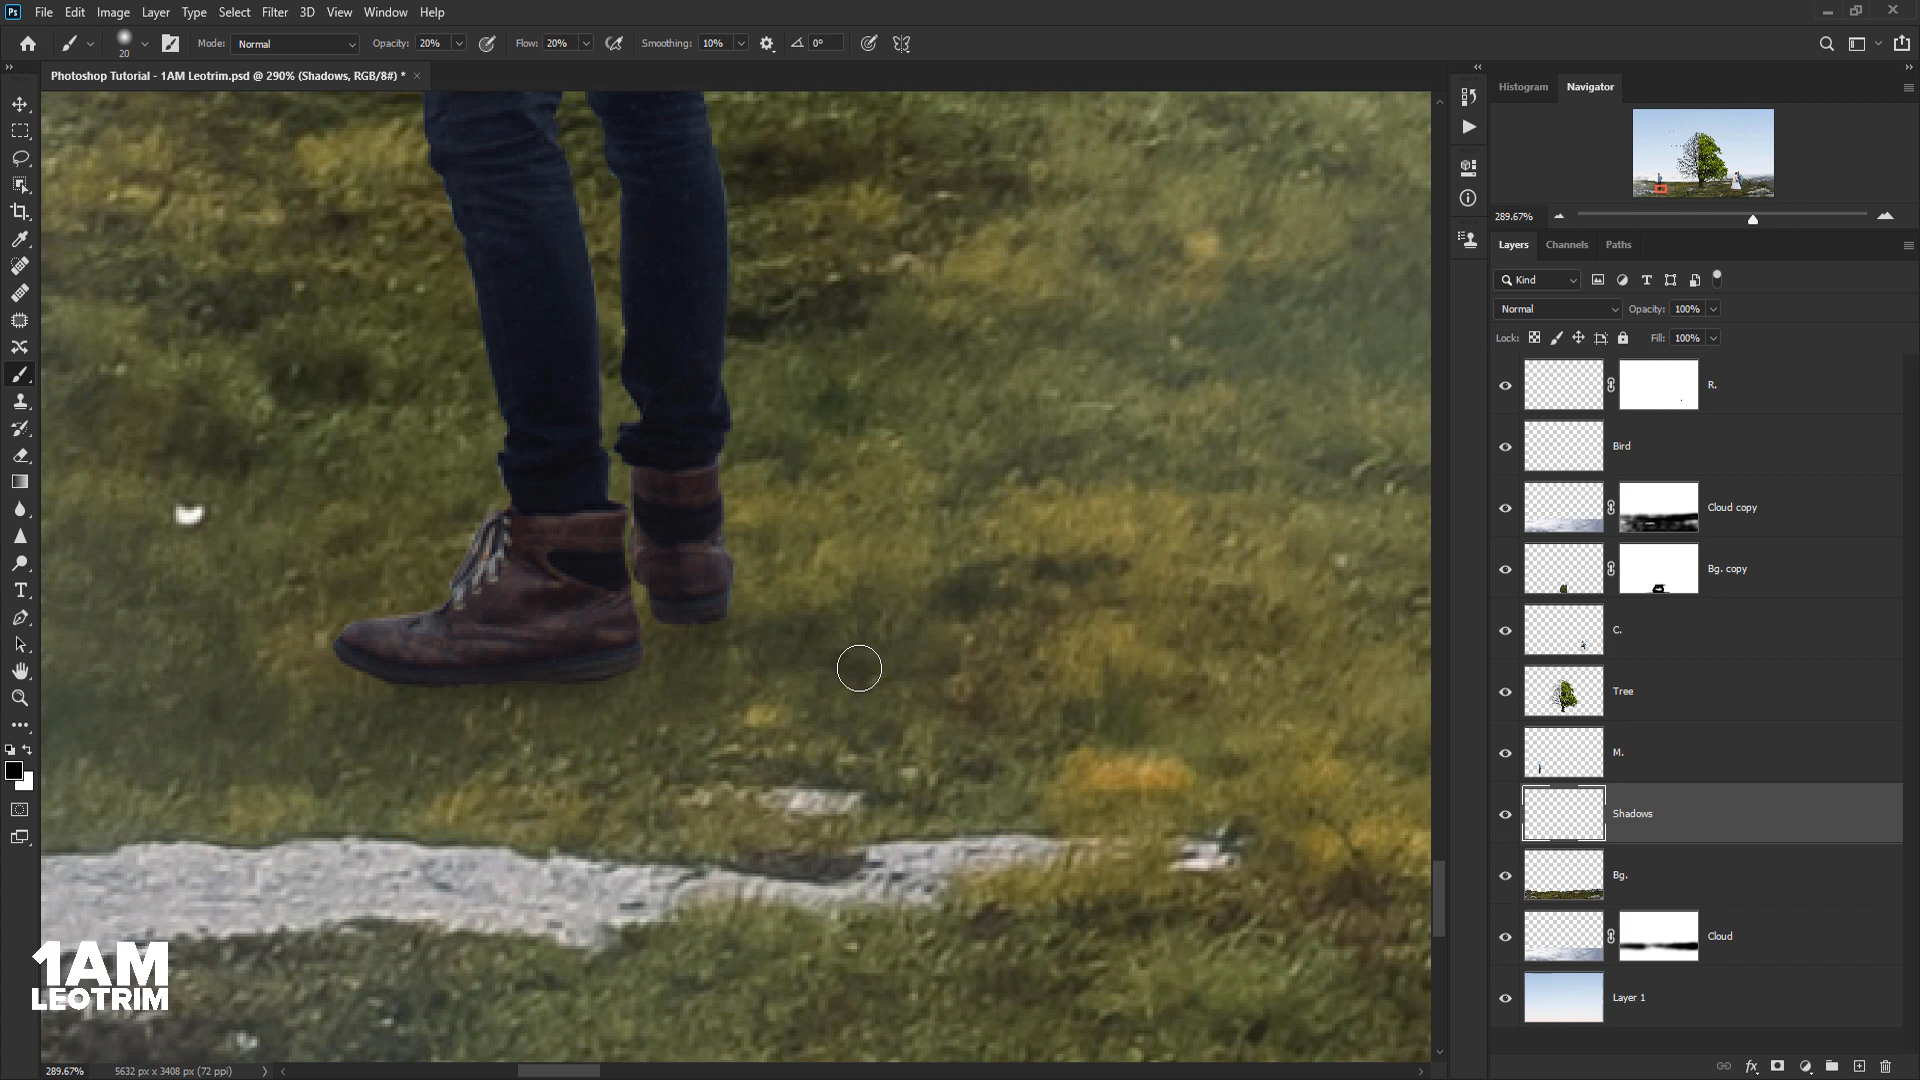 Ps File Edit Image Layer Type Select Filter 3D View Window Help
20 Mode: Normal Opacity: 20% Flow: 20% Smoothing: 10% 0°
Photoshop Tutorial - 1AM Leotrim.psd @ 290% (Shadows, RGB/8#) *
Histogram Navigator
289.67%
Layers Channels Paths
Kind
Normal Opacity: 100%
Lock: Fill: 100%
R.
Bird
Cloud copy
Bg. copy
C.
Tree
M.
Shadows
Bg.
Cloud
Layer 1
1AM
LEOTRIM
289.67% 5632 px x 3408 px (72 ppi)
fx